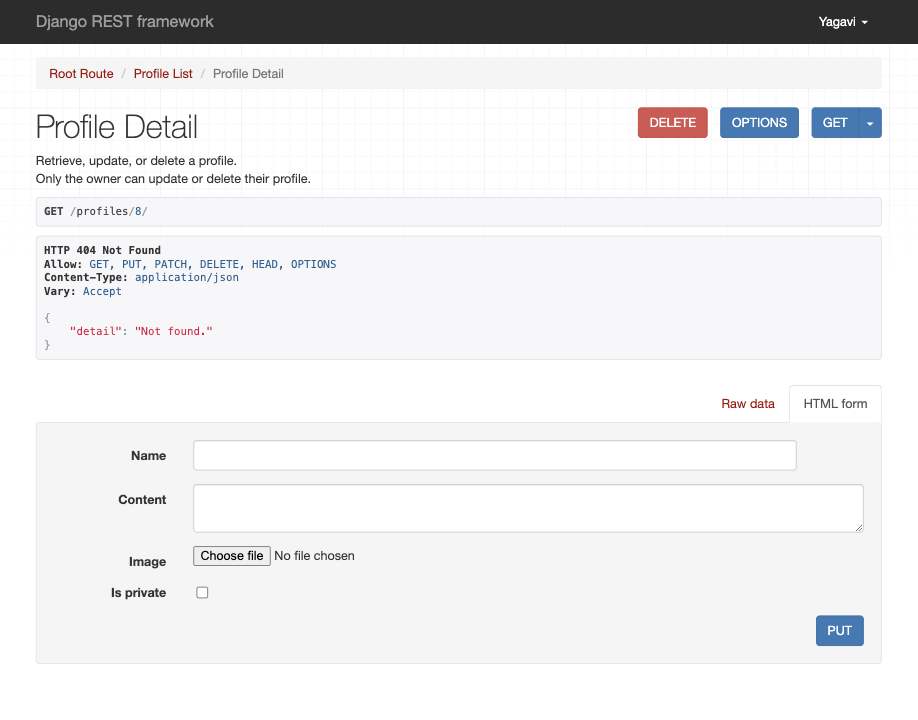 Django REST framework
Yagavi
Root Route / Profile List / Profile Detail
Profile Detail
DELETE
OPTIONS
GET
Retrieve, update, or delete a profile.
Only the owner can update or delete their profile.
GET /profiles/8/
HTTP 404 Not Found
Allow: GET, PUT, PATCH, DELETE, HEAD, OPTIONS
Content-Type: application/json
Vary: Accept
{
"detail": "Not found."
}
Raw data
HTML form
Name
Content
Image
Choose file No file chosen
Is private
PUT